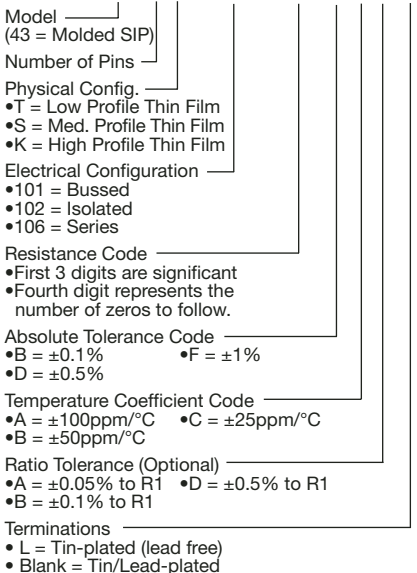 Model
(43 = Molded SIP)
Number of Pins
Physical Config.
•T = Low Profile Thin Film
•S = Med. Profile Thin Film
•K = High Profile Thin Film
Electrical Configuration
•101 = Bussed
•102 = Isolated
•106 = Series
Resistance Code
•First 3 digits are significant
•Fourth digit represents the
number of zeros to follow.
Absolute Tolerance Code
•B = ±0.1% •F = ±1%
•D = ±0.5%
Temperature Coefficient Code
•A = ±100ppm/°C •C = ±25ppm/°C
•B = ±50ppm/°C
Ratio Tolerance (Optional)
•A = ±0.05% to R1 •D = ±0.5% to R1
•B = ±0.1% to R1
Terminations
• L = Tin-plated (lead free)
• Blank = Tin/Lead-plated